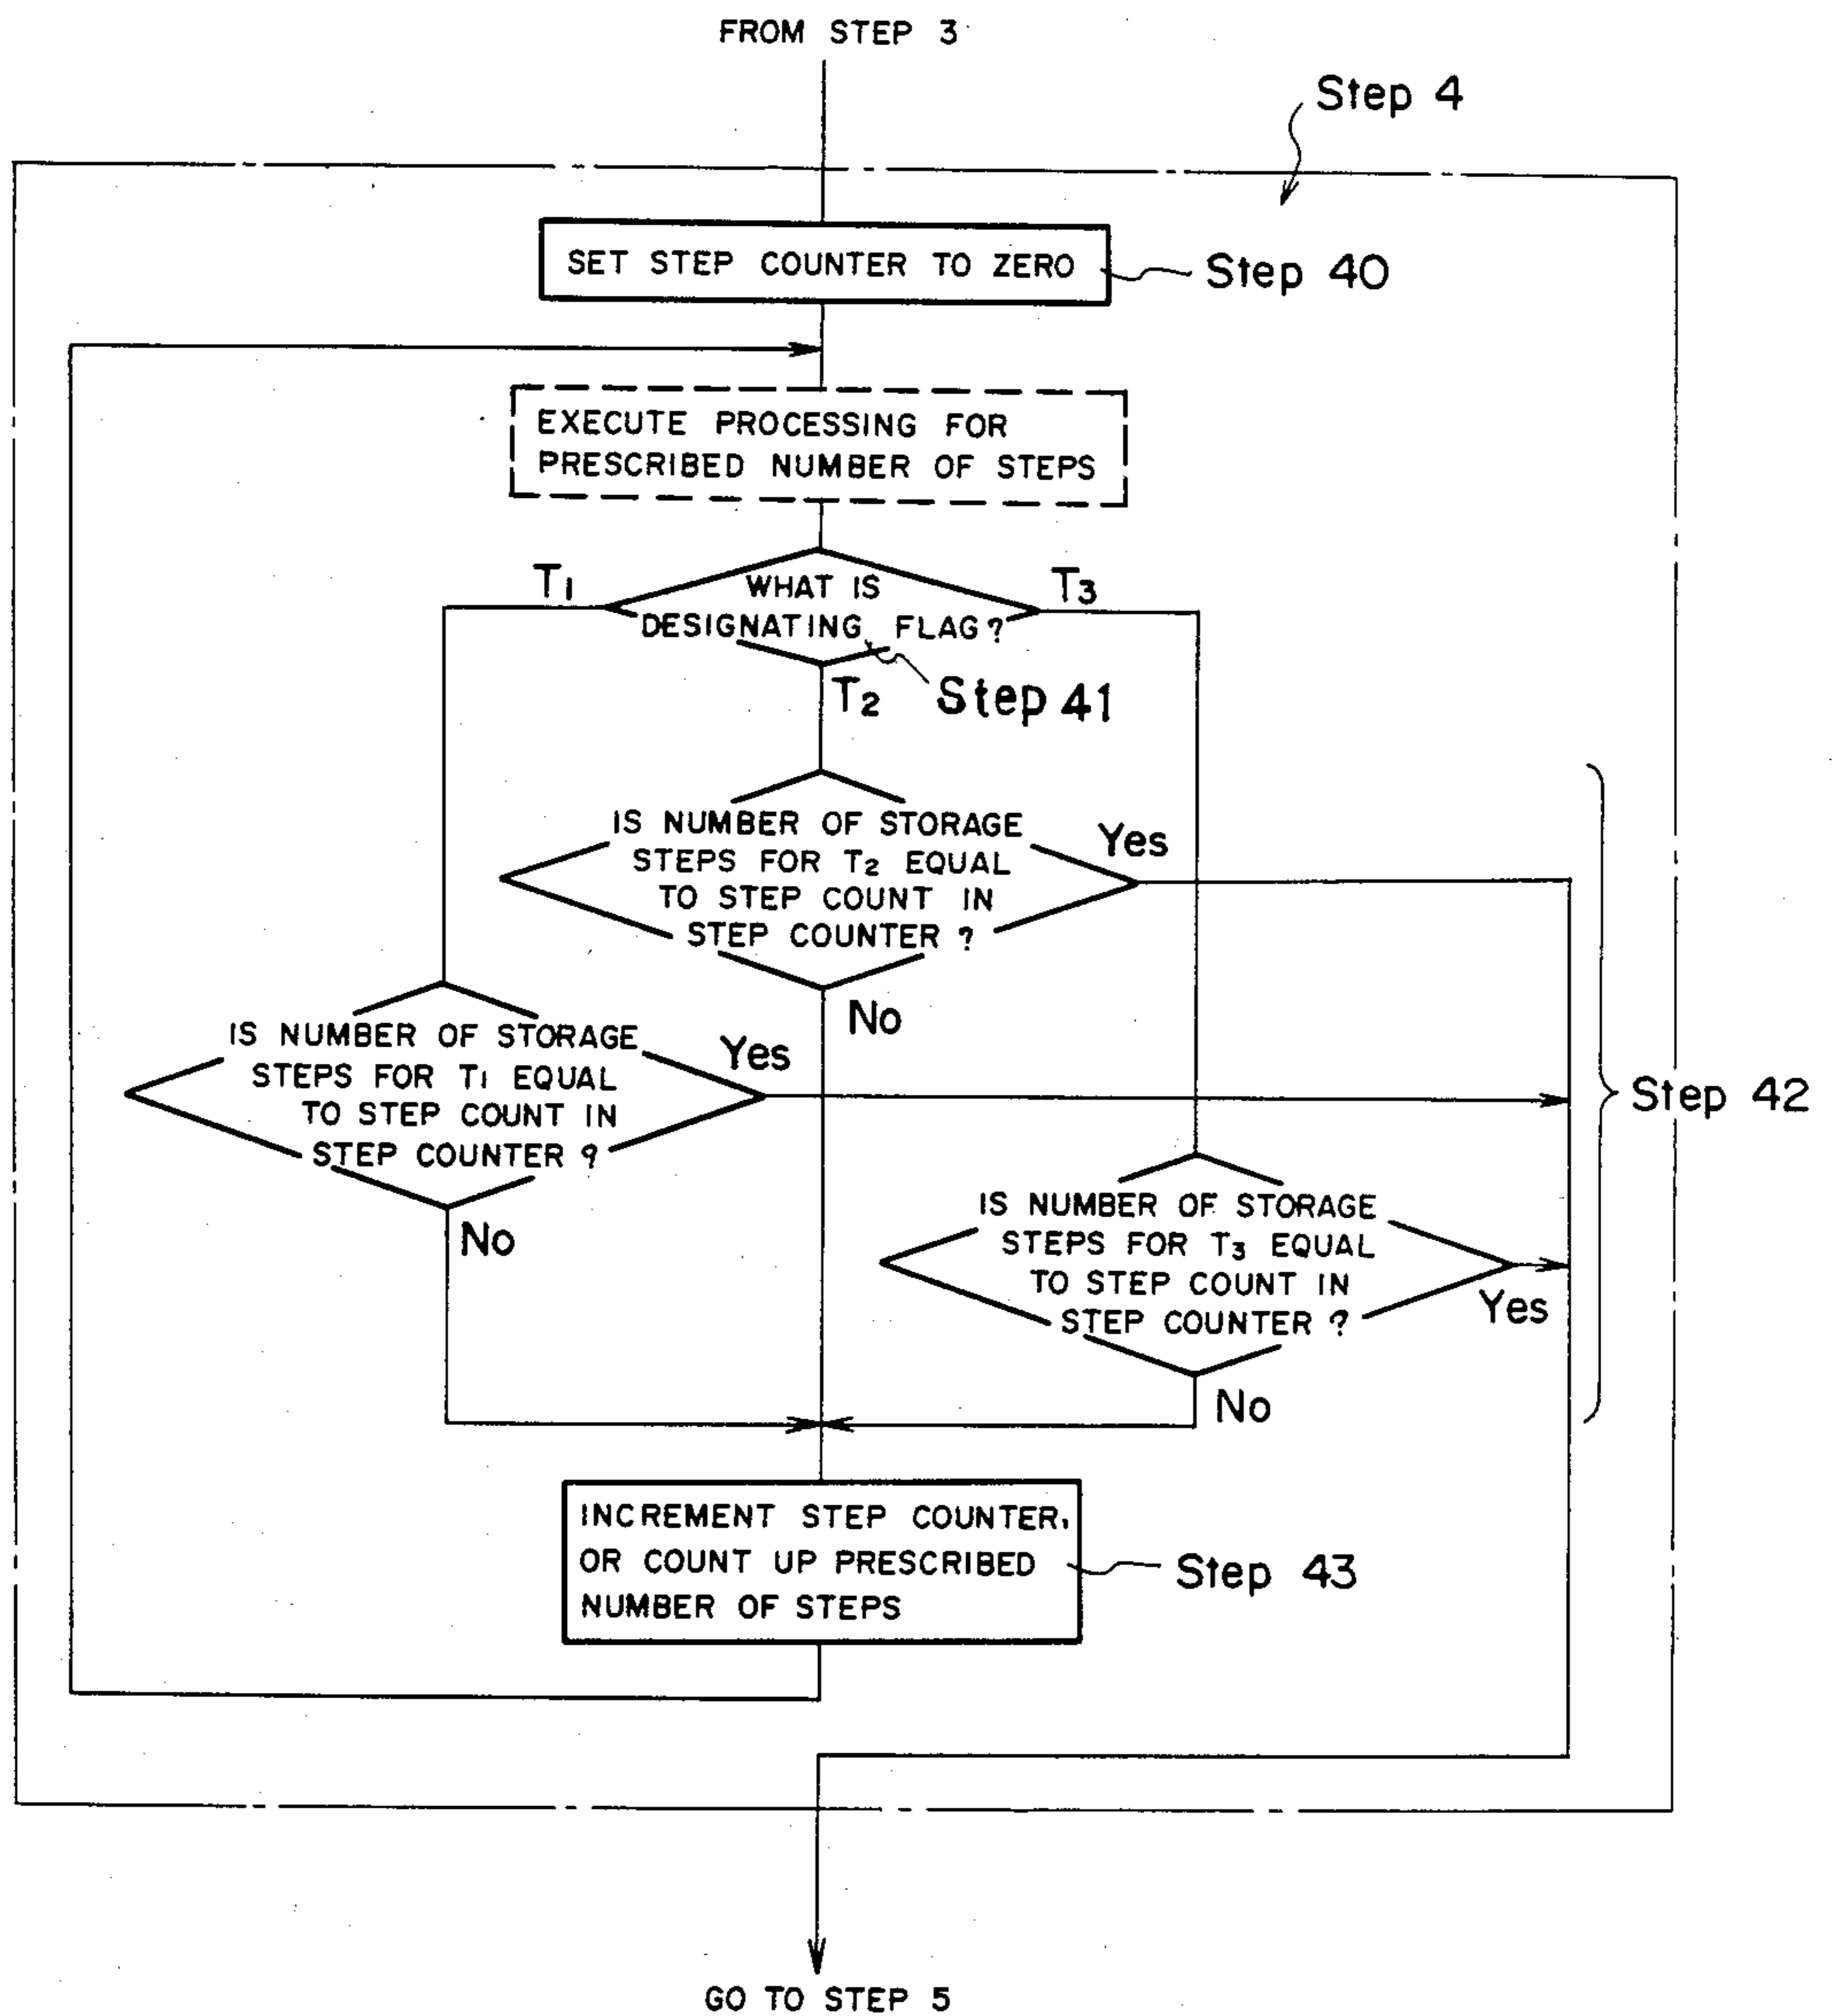 FROM STEP 3
Step 4
SET STEP COUNTER TO ZERO
Step 40
EXECUTE PROCESSING FOR
PRESCRIBED NUMBER OF STEPS
T1
WHAT IS
DESIGNATING FLAG?
T3
T2
Step 41
IS NUMBER OF STORAGE
STEPS FOR T2 EQUAL
TO STEP COUNT IN
STEP COUNTER ?
Yes
No
IS NUMBER OF STORAGE
STEPS FOR T1 EQUAL
TO STEP COUNT IN
STEP COUNTER ?
Yes
No
Step 42
IS NUMBER OF STORAGE
STEPS FOR T3 EQUAL
TO STEP COUNT IN
STEP COUNTER ?
Yes
No
INCREMENT STEP COUNTER,
OR COUNT UP PRESCRIBED
NUMBER OF STEPS
Step 43
GO TO STEP 5